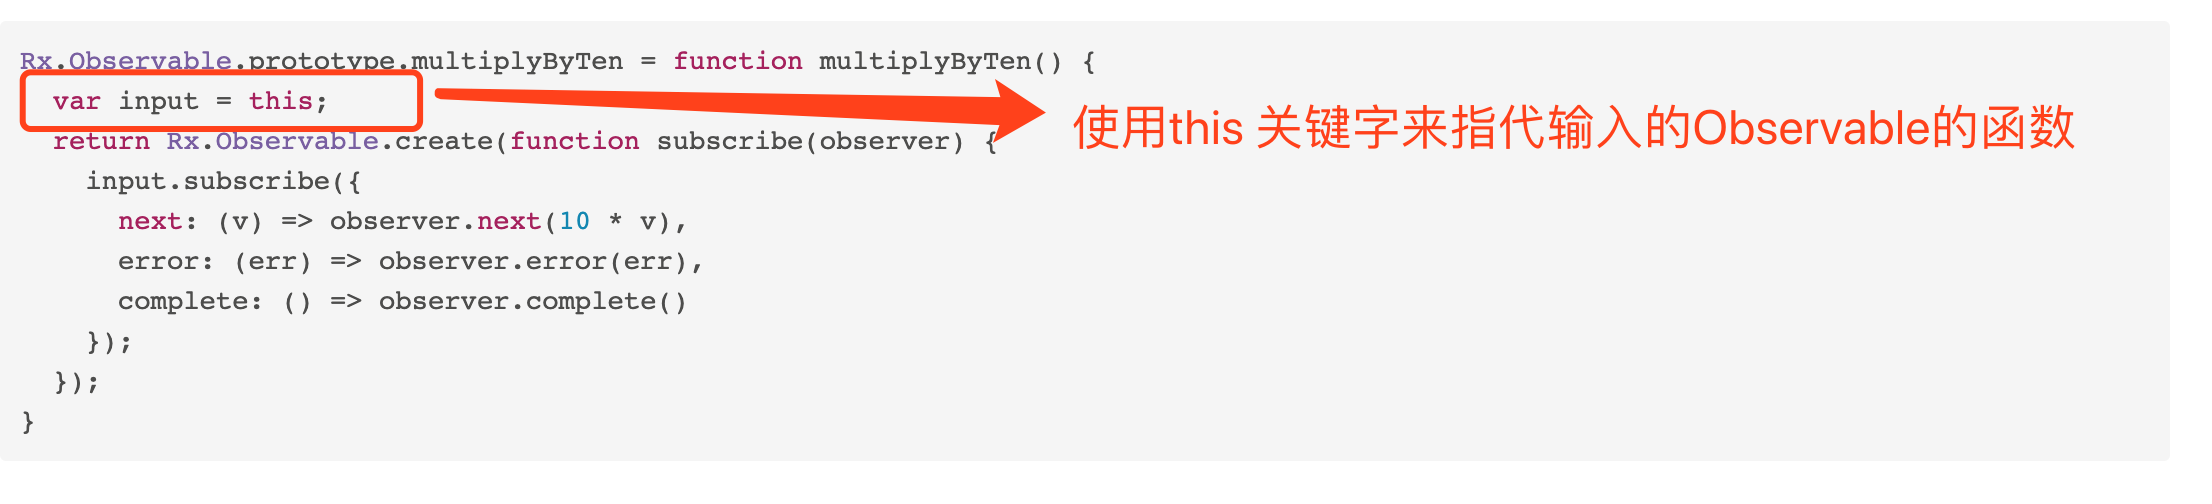 Rx.Observable.prototype.multiplyByTen = function multiplyByTen() {
var input = this;
使用this 关键字来指代输入的Observable的函数
return Rx.Observable.create(function subscribe(observer) {
input.subscribe({
next: (v) => observer.next(10 * v),
error: (err) => observer.error(err),
complete: () => observer.complete()
});
});
}